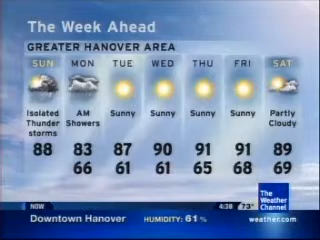 The Week Ahead
GREATER HANOVER AREA
SUN MON TUE WED THU FRI SAT
Isolated Thunder storms
AM Showers
Sunny
Sunny
Sunny
Sunny
Partly Cloudy
88 83 87 90 91 91 89
66 61 61 65 68 69
NOW 4:38 73°
Downtown Hanover HUMIDITY: 61 %
The Weather Channel
weather.com